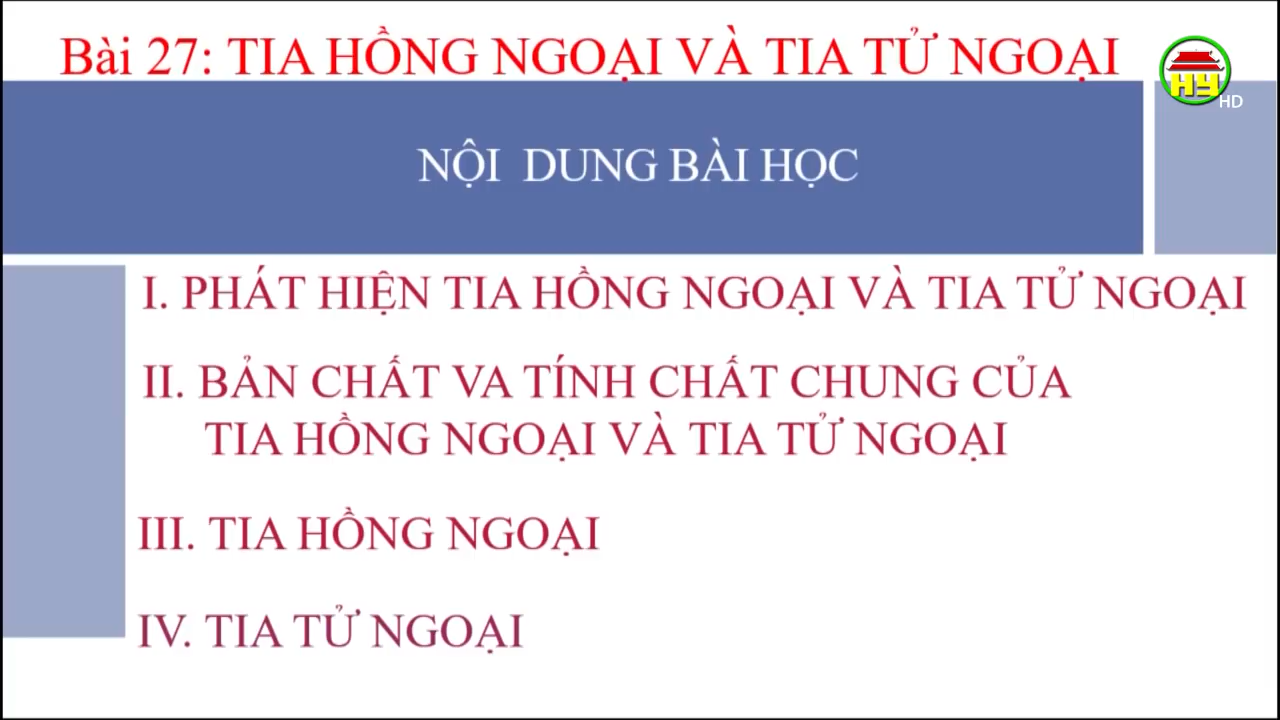 Bài 27: TIA HỒNG NGOẠI VÀ TIA TỬ NGOẠI
HY
HD
NỘI DUNG BÀI HỌC
I. PHÁT HIỆN TIA HỒNG NGOẠI VÀ TIA TỬ NGOẠI
II. BẢN CHẤT VA TÍNH CHẤT CHUNG CỦA
TIA HỒNG NGOẠI VÀ TIA TỬ NGOẠI
III. TIA HỒNG NGOẠI
IV. TIA TỬ NGOẠI